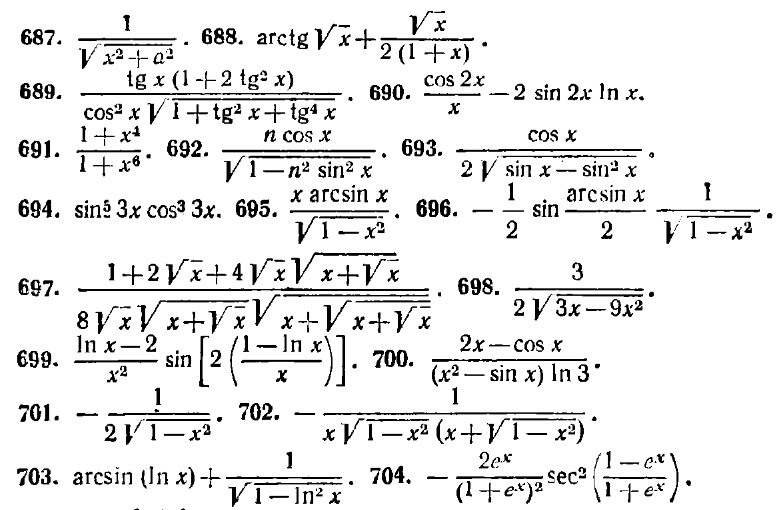 687. 1/√(x² + a²). 688. arctg √x + √x/(2 (1 + x)).
689. tg x (1 + 2 tg² x)/(cos² x √(1 + tg² x + tg⁴ x)). 690. cos 2x/x − 2 sin 2x ln x.
691. (1 + x⁴)/(1 + x⁶). 692. n cos x/√(1 − n² sin² x). 693. cos x/(2 √(sin x − sin² x)).
694. sin⁵ 3x cos³ 3x. 695. x arcsin x/√(1 − x²). 696. − 1/2 sin (arcsin x/2) 1/√(1 − x²).
697. (1 + 2 √x + 4 √x √(x + √x))/(8 √x √(x + √x) √(x + √(x + √x))). 698. 3/(2 √(3x − 9x²)).
699. (ln x − 2)/x² sin [2 ((1 − ln x)/x)]. 700. (2x − cos x)/((x² − sin x) ln 3).
701. − 1/(2 √(1 − x²)). 702. − 1/(x √(1 − x²) (x + √(1 − x²))).
703. arcsin (ln x) + 1/√(1 − ln² x). 704. − 2eˣ/(1 + eˣ)² sec² ((1 − eˣ)/(1 + eˣ)).